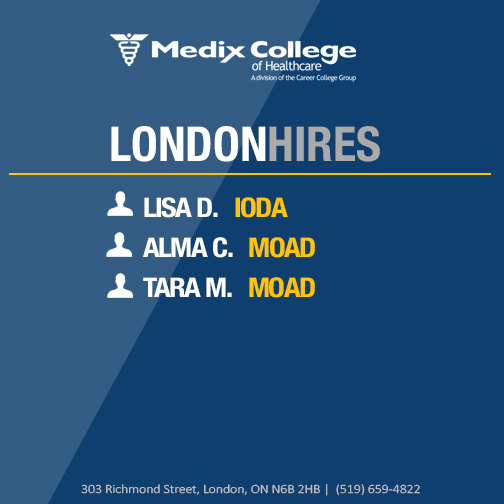 Medix College
of Healthcare
A division of the Career College Group
LONDONHIRES
LISA D. IODA
ALMA C. MOAD
TARA M. MOAD
303 Richmond Street, London, ON N6B 2HB | (519) 659-4822